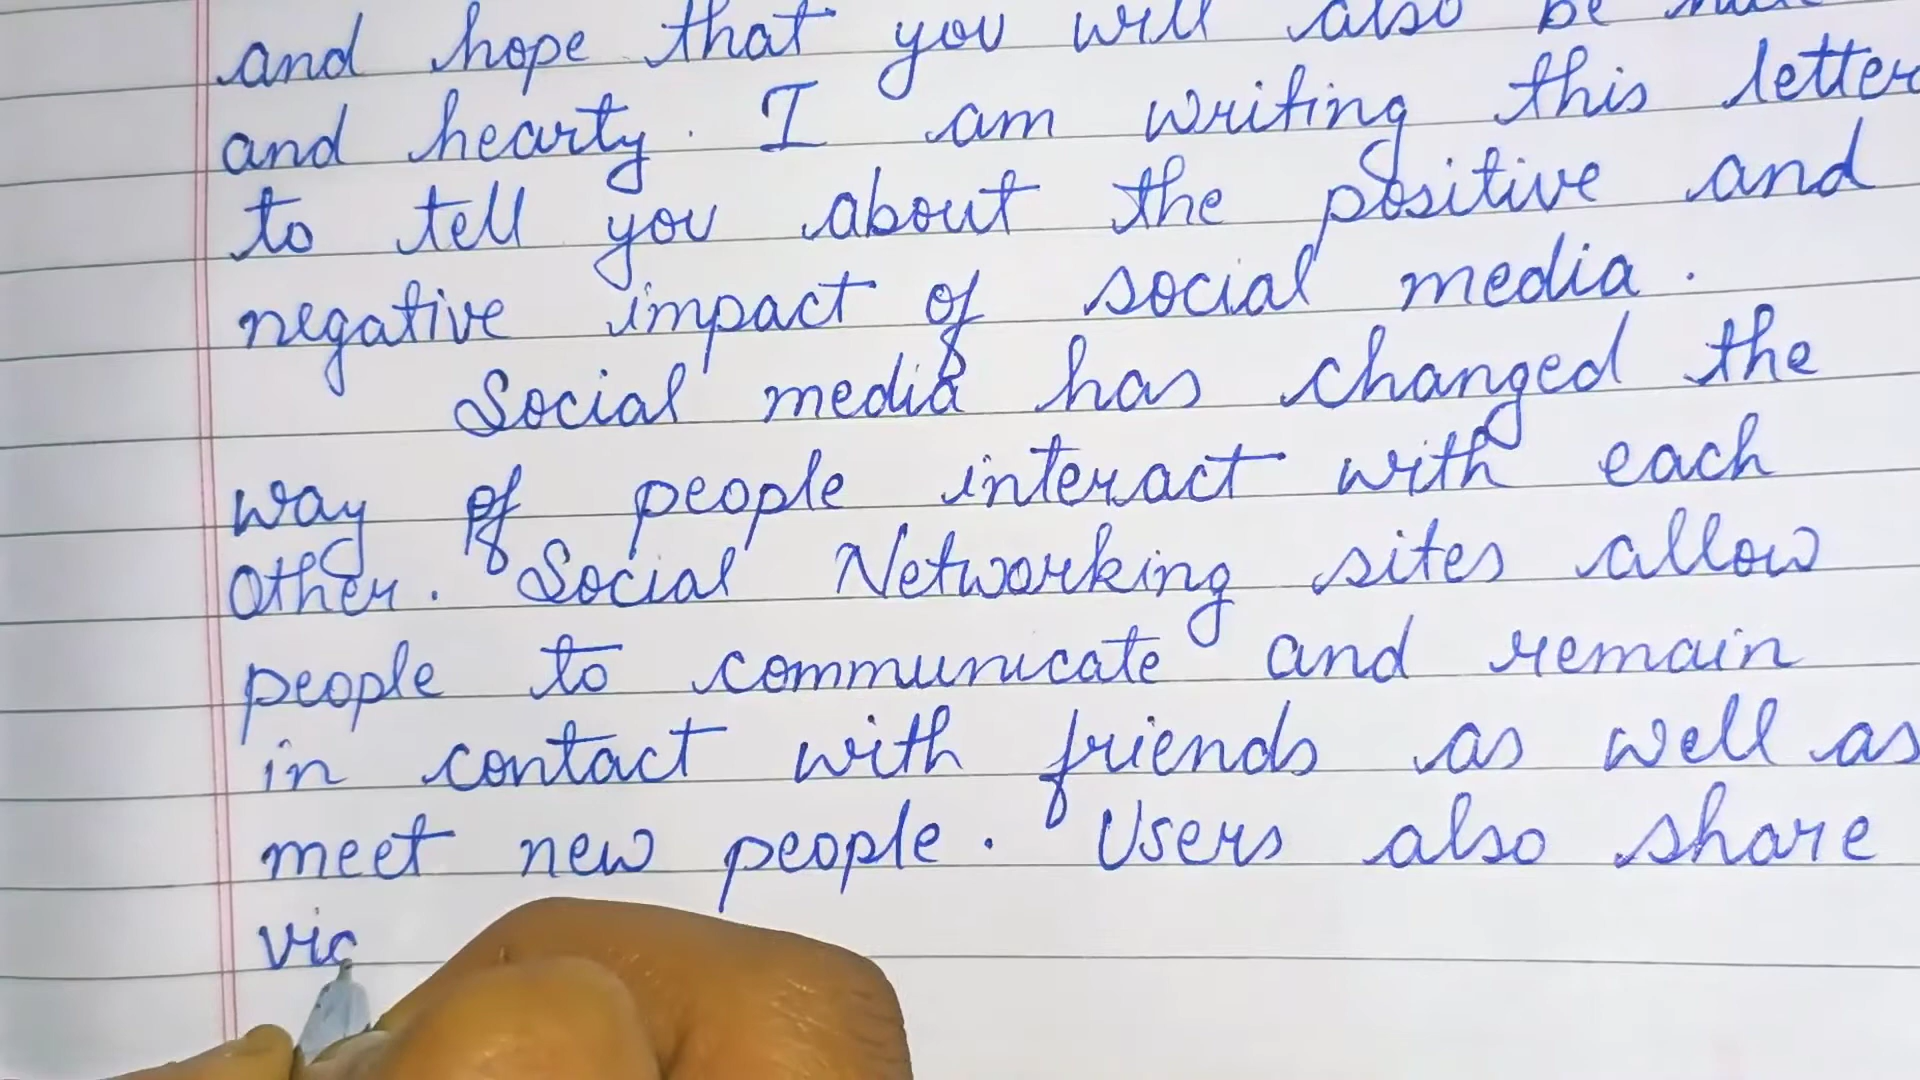 and hope that you will also be
and hearty. I am writing this letter
to tell you about the positive and
negative impact of social media.
Social media has changed the
way of people interact with each
other. Social Networking sites allow
people to communicate and remain
in contact with friends as well as
meet new people. Users also share